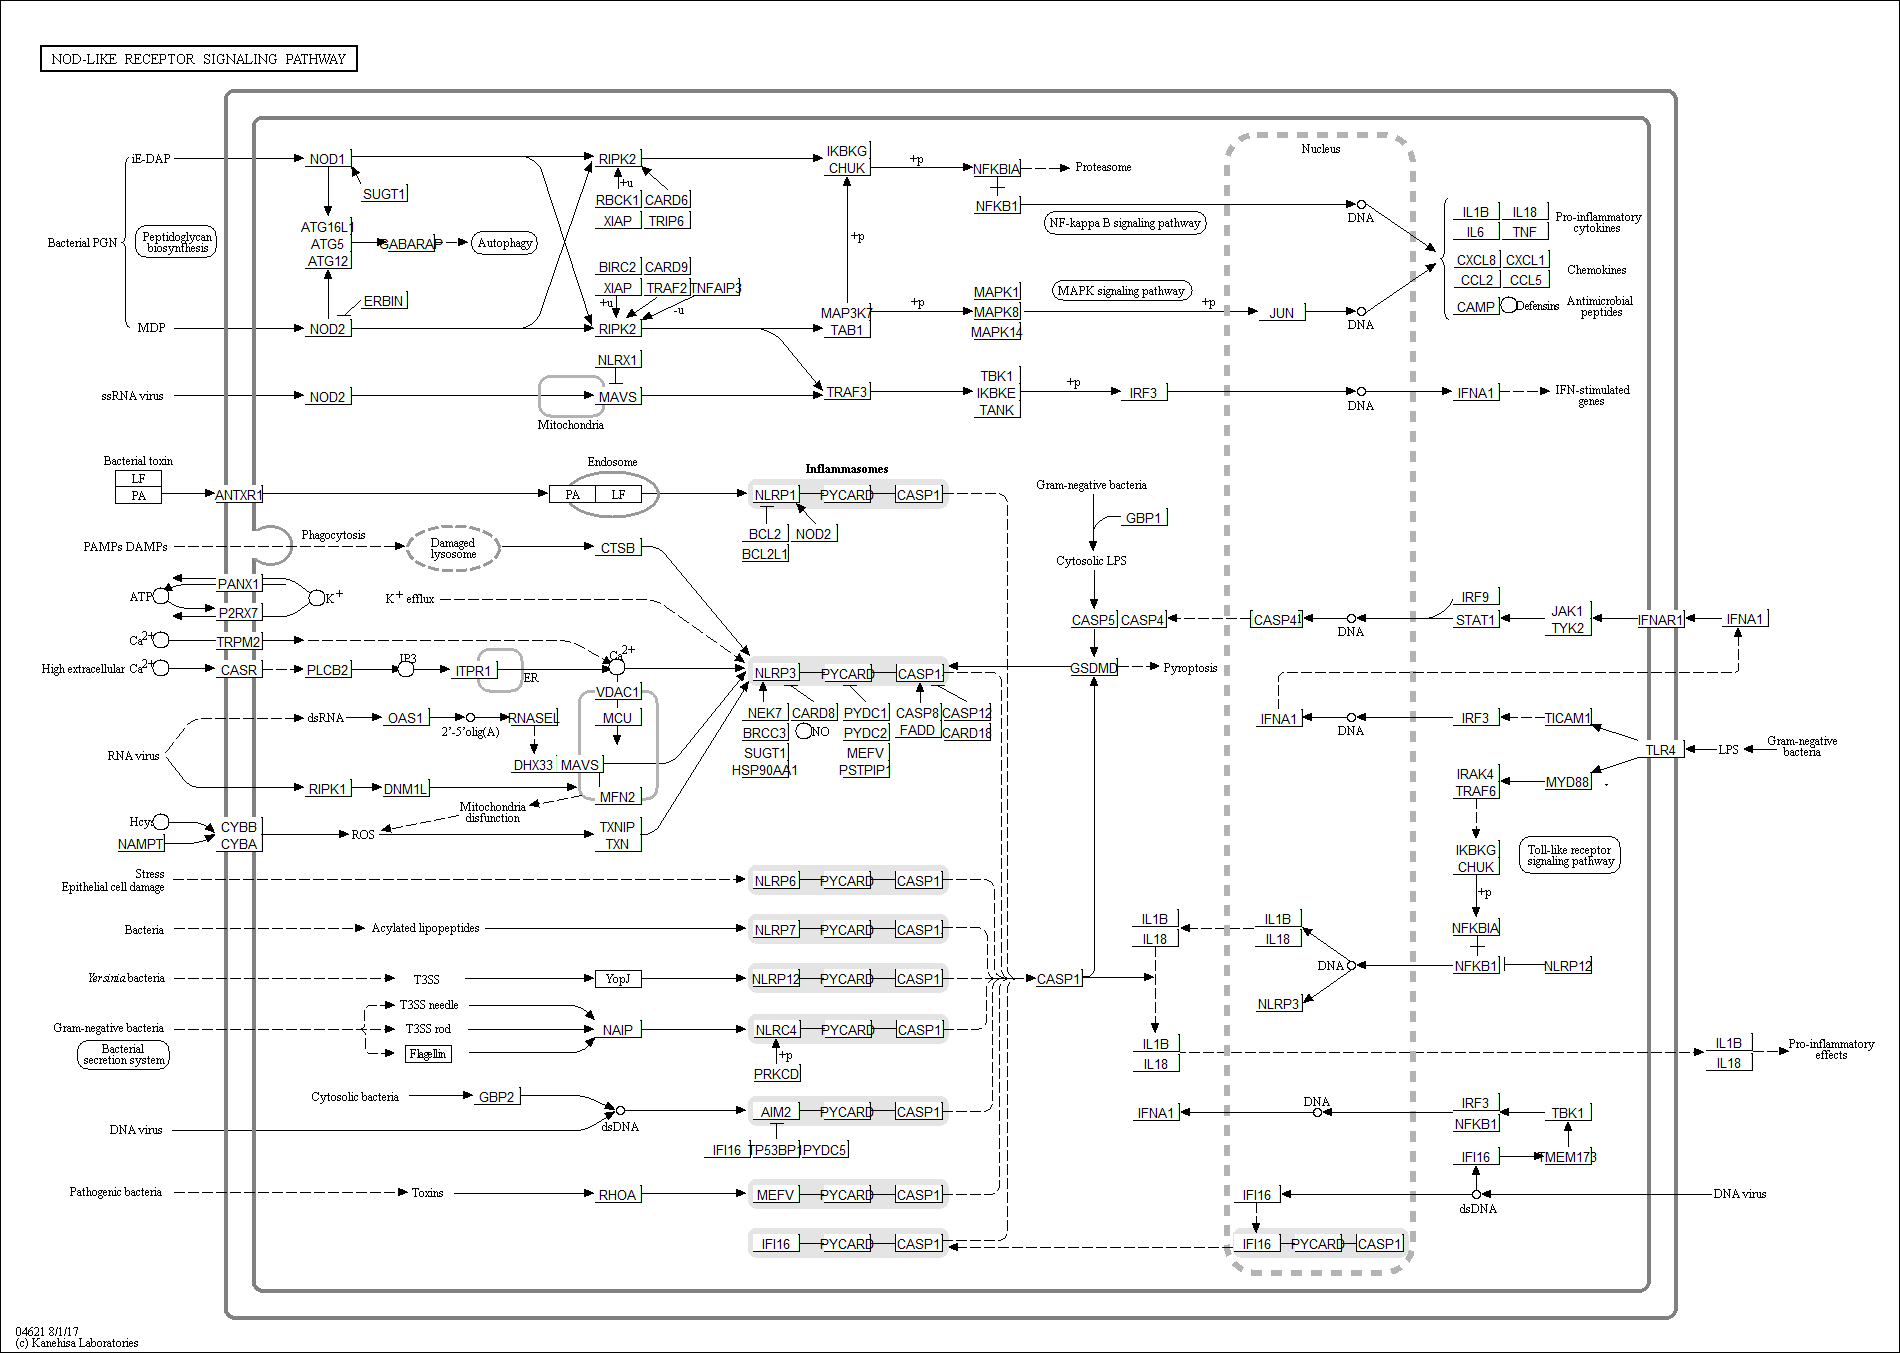 NOD-LIKE RECEPTOR SIGNALING PATHWAY
Nucleus
iE-DAP
NOD1
RIPK2
IKBKG
CHUK
+p
NFKBIA
Proteasome
SUGT1
+u
RBCK1 CARD6
XIAP TRIP6
NFKB1
DNA
NF-kappa B signaling pathway
IL1B IL18
IL6 TNF
Pro-inflammatory
cytokines
Bacterial PGN
Peptidoglycan
biosynthesis
ATG16L1
ATG5
ATG12
GABARAP
Autophagy
+p
CXCL8 CXCL1
CCL2 CCL5
Chemokines
BIRC2 CARD9
XIAP TRAF2 TNFAIP3
+u
-u
ERBIN
MAPK signaling pathway
CAMP
Defensins
Antimicrobial
peptides
MDP
NOD2
RIPK2
MAP3K7
TAB1
+p
MAPK1
MAPK8
MAPK14
+p
JUN
DNA
NLRX1
ssRNA virus
NOD2
MAVS
Mitochondria
TRAF3
TBK1
IKBKE
TANK
+p
IRF3
DNA
IFNA1
IFN-stimulated
genes
Bacterial toxin
LF
PA
ANTXR1
Endosome
PA LF
Inflammasomes
NLRP1 PYCARD CASP1
BCL2 NOD2
BCL2L1
Gram-negative bacteria
GBP1
Cytosolic LPS
PAMPs DAMPs
Phagocytosis
Damaged
lysosome
CTSB
PANX1
ATP
K+
P2RX7
K+ efflux
CASP5 CASP4
CASP4
DNA
IRF9
STAT1
JAK1
TYK2
IFNAR1
IFNA1
Ca2+
TRPM2
High extracellular Ca2+
CASR
PLCB2
IP3
ITPR1
ER
Ca2+
VDAC1
MCU
NLRP3 PYCARD CASP1
GSDMD
Pyroptosis
NEK7 CARD8 PYDC1 CASP8 CASP12
BRCC3 NO PYDC2 FADD CARD18
SUGT1 MEFV
HSP90AA1 PSTPIP1
RNA virus
dsRNA
OAS1
2'-5'olig(A)
RNASEL
DHX33 MAVS
RIPK1
DNM1L
MFN2
IFNA1
DNA
IRF3
TICAM1
TLR4
LPS
Gram-negative
bacteria
IRAK4
TRAF6
MYD88
Mitochondria
disfunction
Hcys
NAMPT
CYBB
CYBA
ROS
TXNIP
TXN
IKBKG
CHUK
Toll-like receptor
signaling pathway
+p
Stress
Epithelial cell damage
NLRP6 PYCARD CASP1
Bacteria
Acylated lipopeptides
NLRP7 PYCARD CASP1
IL1B
IL18
IL1B
IL18
NFKBIA
Yersinia bacteria
T3SS
YopJ
NLRP12 PYCARD CASP1
CASP1
DNA
NFKB1
NLRP12
NLRP3
Gram-negative bacteria
T3SS needle
T3SS rod
Flagellin
NAIP
NLRC4 PYCARD CASP1
+p
PRKCD
Bacterial
secretion system
IL1B
IL18
IL1B
IL18
Pro-inflammatory
effects
Cytosolic bacteria
GBP2
dsDNA
AIM2 PYCARD CASP1
IFI16 TP53BP1 PYDC5
DNA virus
IFNA1
DNA
IRF3
NFKB1
TBK1
IFI16
TMEM173
Pathogenic bacteria
Toxins
RHOA
MEFV PYCARD CASP1
IFI16
dsDNA
DNA virus
IFI16 PYCARD CASP1
IFI16 PYCARD CASP1
04621 8/1/17
(c) Kanehisa Laboratories